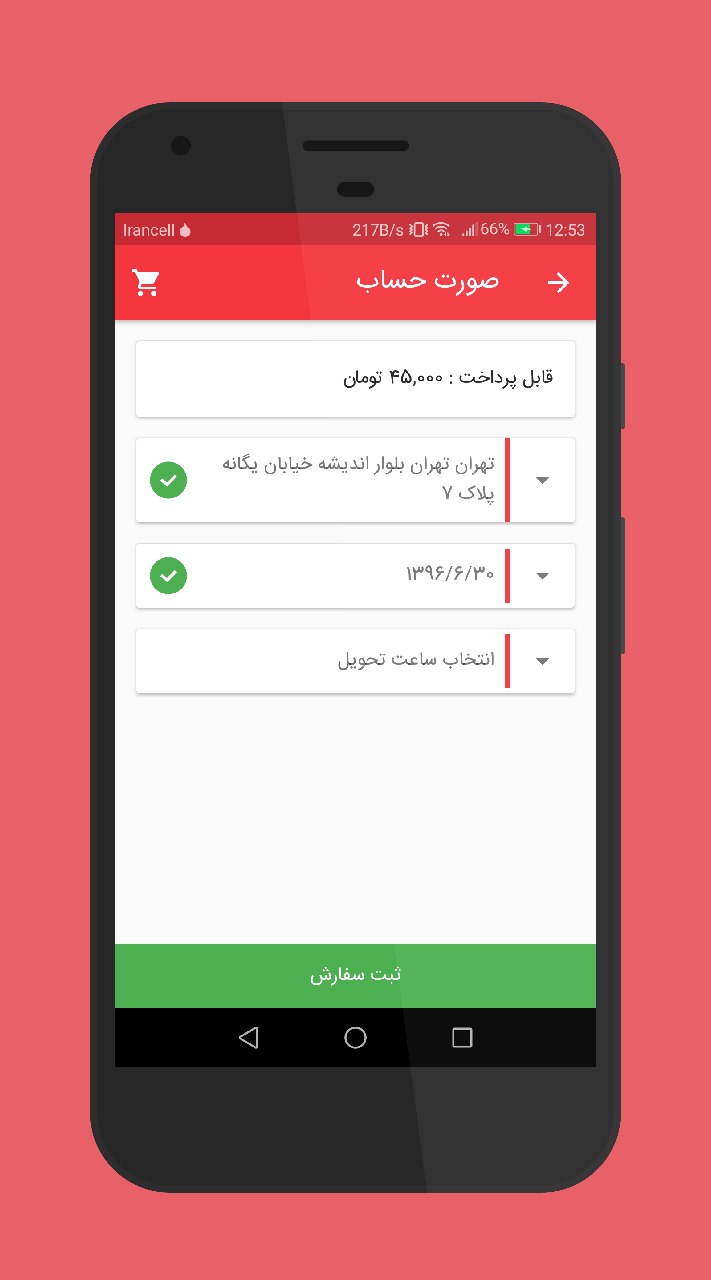 Irancell 217B/s 66% 12:53
صورت حساب
قابل پرداخت : ۴۵,۰۰۰ تومان
تهران تهران بلوار اندیشه خیابان یگانه
پلاک ۷
۱۳۹۶/۶/۳۰
انتخاب ساعت تحویل
ثبت سفارش